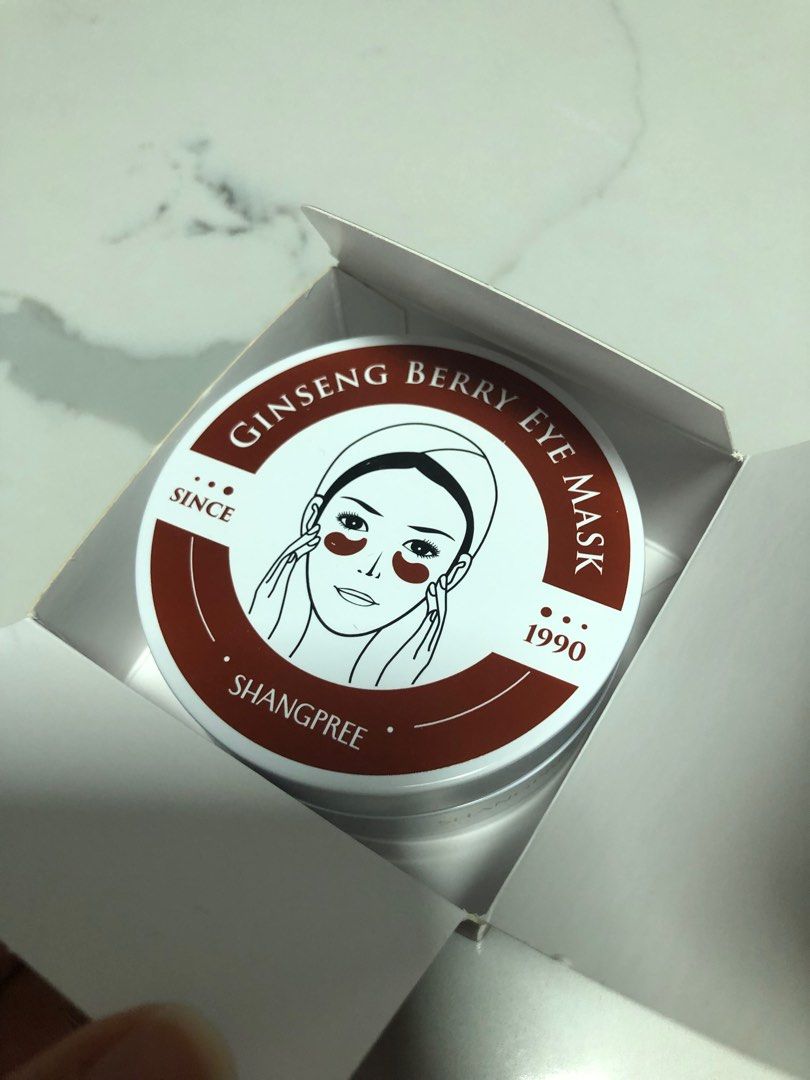 GINSENG BERRY EYE MASK
SINCE
1990
SHANGPREE